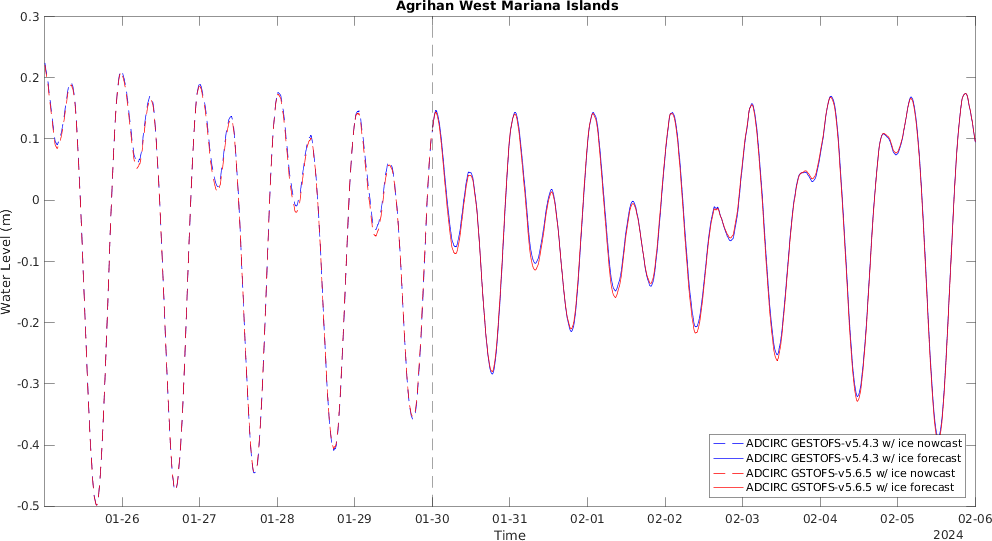 Agrihan West Mariana Islands
0.3
0.2
0.1
0
-0.1
-0.2
-0.3
-0.4
-0.5
Water Level (m)
ADCIRC GESTOFS-v5.4.3 w/ ice nowcast
ADCIRC GESTOFS-v5.4.3 w/ ice forecast
ADCIRC GSTOFS-v5.6.5 w/ ice nowcast
ADCIRC GSTOFS-v5.6.5 w/ ice forecast
01-26 01-27 01-28 01-29 01-30 01-31 02-01 02-02 02-03 02-04 02-05 02-06
Time
2024